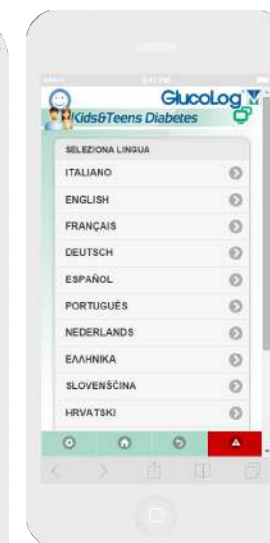 GlucoLog
Kids&Teens Diabetes
SELEZIONA LINGUA
ITALIANO
ENGLISH
FRANÇAIS
DEUTSCH
ESPAÑOL
PORTUGUÊS
NEDERLANDS
ΕΛΛΗΝΙΚΑ
SLOVENŠČINA
HRVATSKI